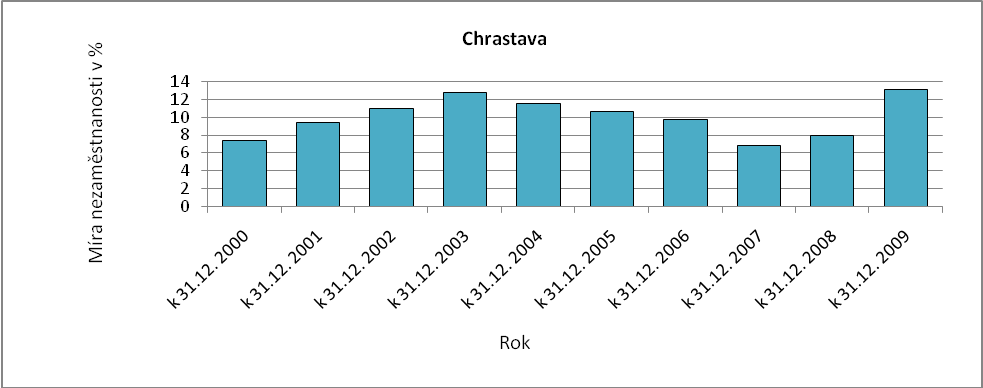 Chrastava
Míra nezaměstnanosti v %
14
12
10
8
6
4
2
0
k 31.12. 2000
k 31.12. 2001
k 31.12. 2002
k 31.12. 2003
k 31.12. 2004
k 31.12. 2005
k 31.12. 2006
k 31.12. 2007
k 31.12. 2008
k 31.12. 2009
Rok